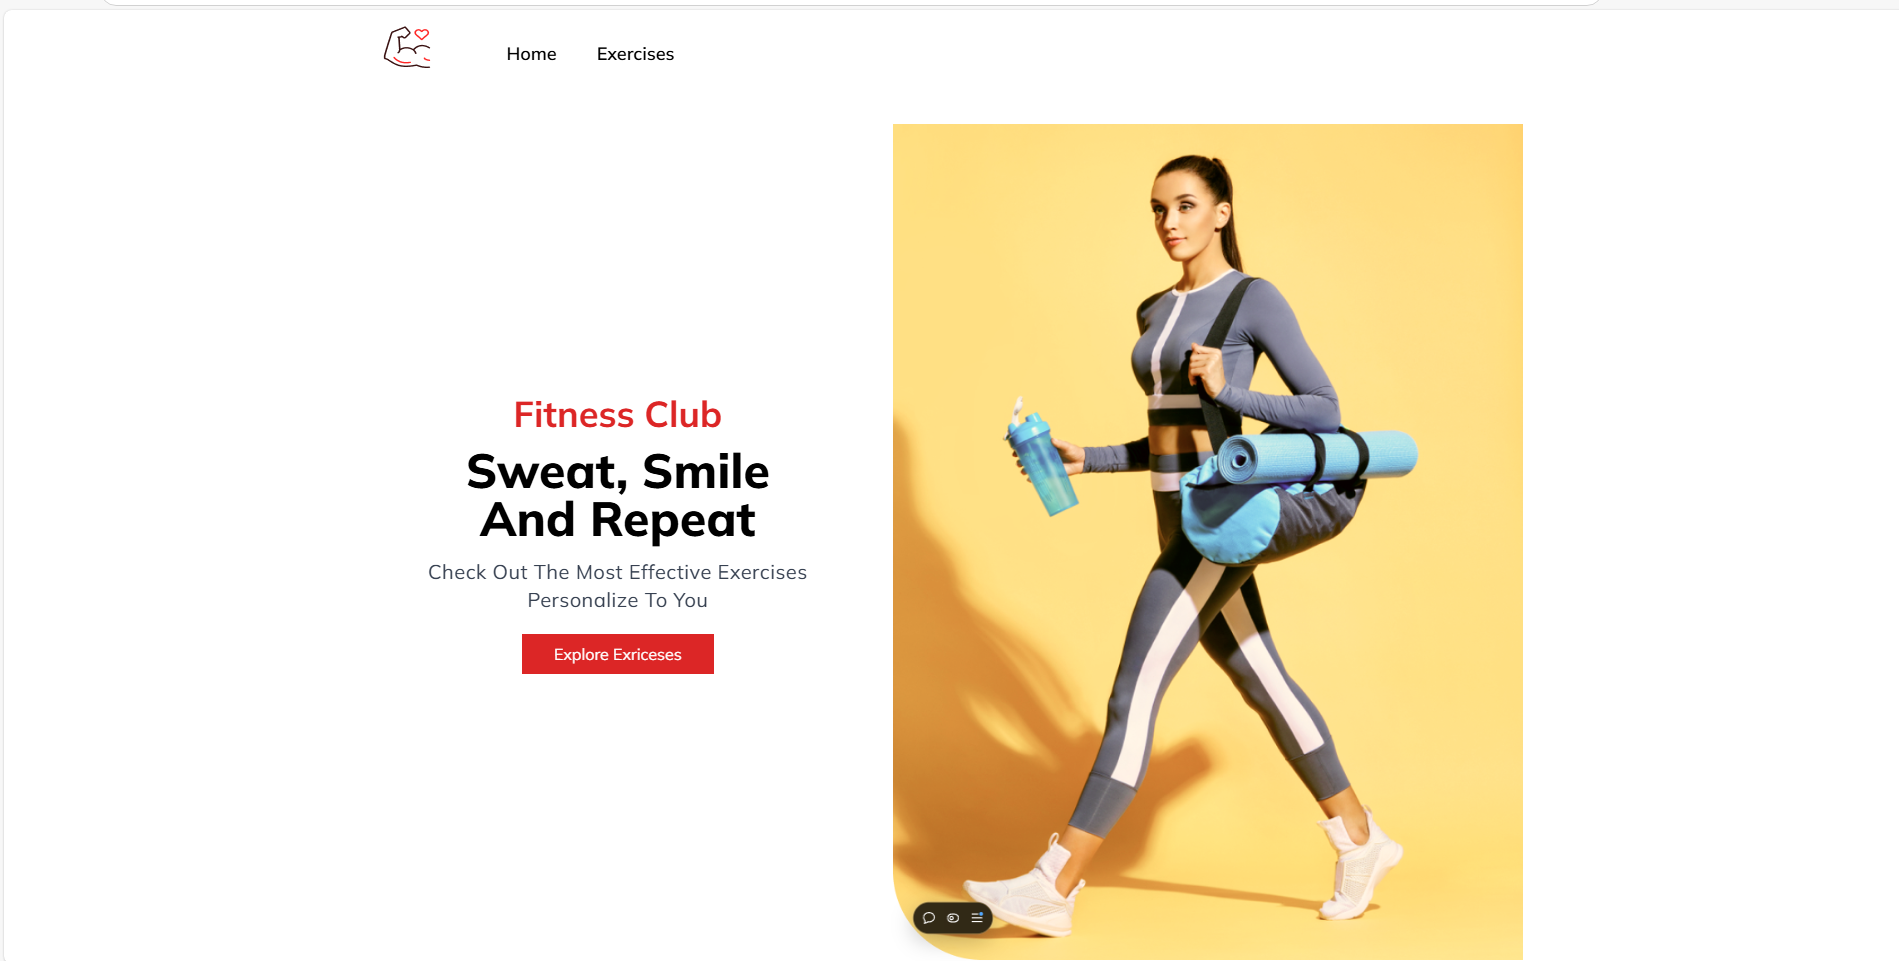 Home
Exercises
Fitness Club
Sweat, Smile
And Repeat
Check Out The Most Effective Exercises
Personalize To You
Explore Exriceses